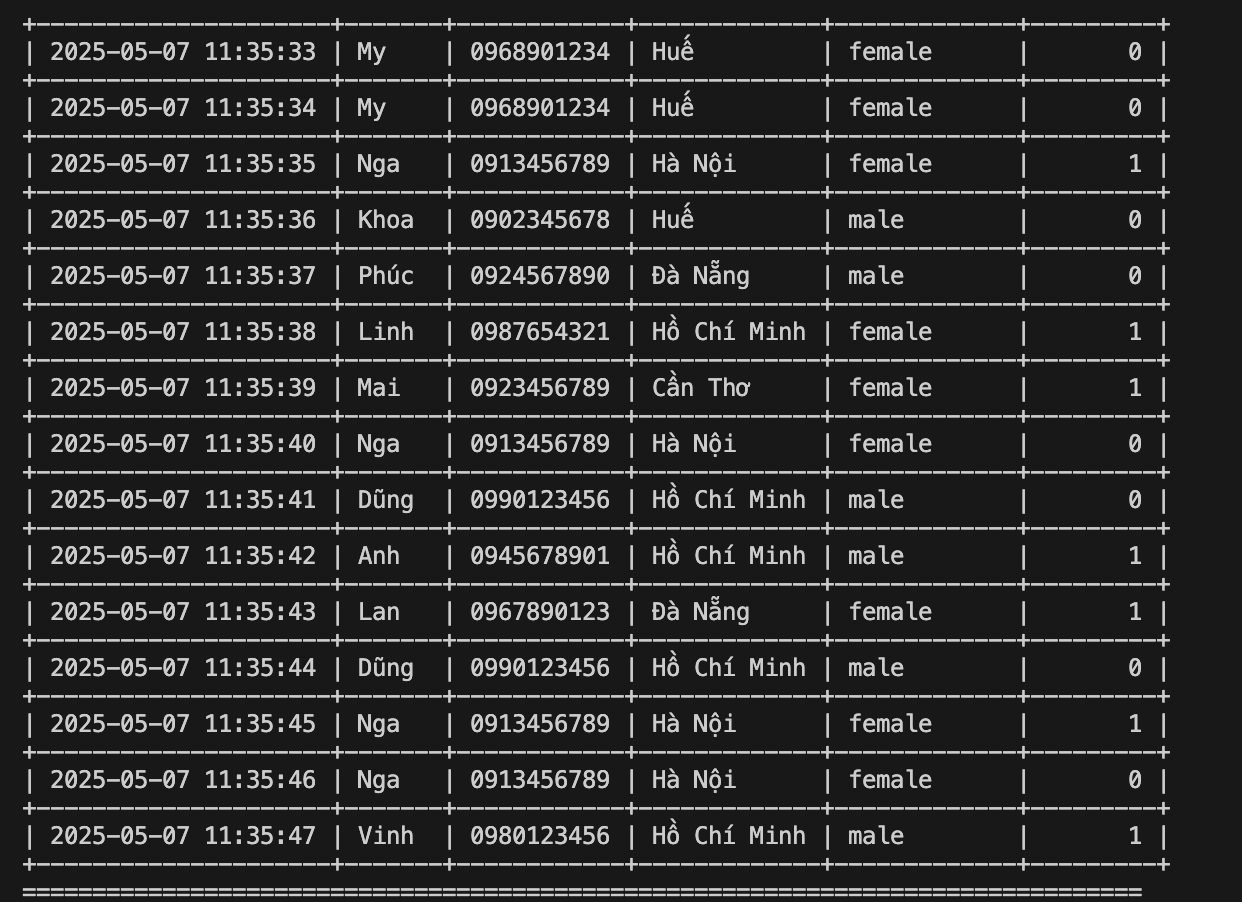 +---------------------+-------+------------+-------------+-------------+---------+
| 2025-05-07 11:35:33 | My | 0968901234 | Huế | female | 0 |
+---------------------+-------+------------+-------------+-------------+---------+
| 2025-05-07 11:35:34 | My | 0968901234 | Huế | female | 0 |
+---------------------+-------+------------+-------------+-------------+---------+
| 2025-05-07 11:35:35 | Nga | 0913456789 | Hà Nội | female | 1 |
+---------------------+-------+------------+-------------+-------------+---------+
| 2025-05-07 11:35:36 | Khoa | 0902345678 | Huế | male | 0 |
+---------------------+-------+------------+-------------+-------------+---------+
| 2025-05-07 11:35:37 | Phúc | 0924567890 | Đà Nẵng | male | 0 |
+---------------------+-------+------------+-------------+-------------+---------+
| 2025-05-07 11:35:38 | Linh | 0987654321 | Hồ Chí Minh | female | 1 |
+---------------------+-------+------------+-------------+-------------+---------+
| 2025-05-07 11:35:39 | Mai | 0923456789 | Cần Thơ | female | 1 |
+---------------------+-------+------------+-------------+-------------+---------+
| 2025-05-07 11:35:40 | Nga | 0913456789 | Hà Nội | female | 0 |
+---------------------+-------+------------+-------------+-------------+---------+
| 2025-05-07 11:35:41 | Dũng | 0990123456 | Hồ Chí Minh | male | 0 |
+---------------------+-------+------------+-------------+-------------+---------+
| 2025-05-07 11:35:42 | Anh | 0945678901 | Hồ Chí Minh | male | 1 |
+---------------------+-------+------------+-------------+-------------+---------+
| 2025-05-07 11:35:43 | Lan | 0967890123 | Đà Nẵng | female | 1 |
+---------------------+-------+------------+-------------+-------------+---------+
| 2025-05-07 11:35:44 | Dũng | 0990123456 | Hồ Chí Minh | male | 0 |
+---------------------+-------+------------+-------------+-------------+---------+
| 2025-05-07 11:35:45 | Nga | 0913456789 | Hà Nội | female | 1 |
+---------------------+-------+------------+-------------+-------------+---------+
| 2025-05-07 11:35:46 | Nga | 0913456789 | Hà Nội | female | 0 |
+---------------------+-------+------------+-------------+-------------+---------+
| 2025-05-07 11:35:47 | Vinh | 0980123456 | Hồ Chí Minh | male | 1 |
+---------------------+-------+------------+-------------+-------------+---------+
================================================================================